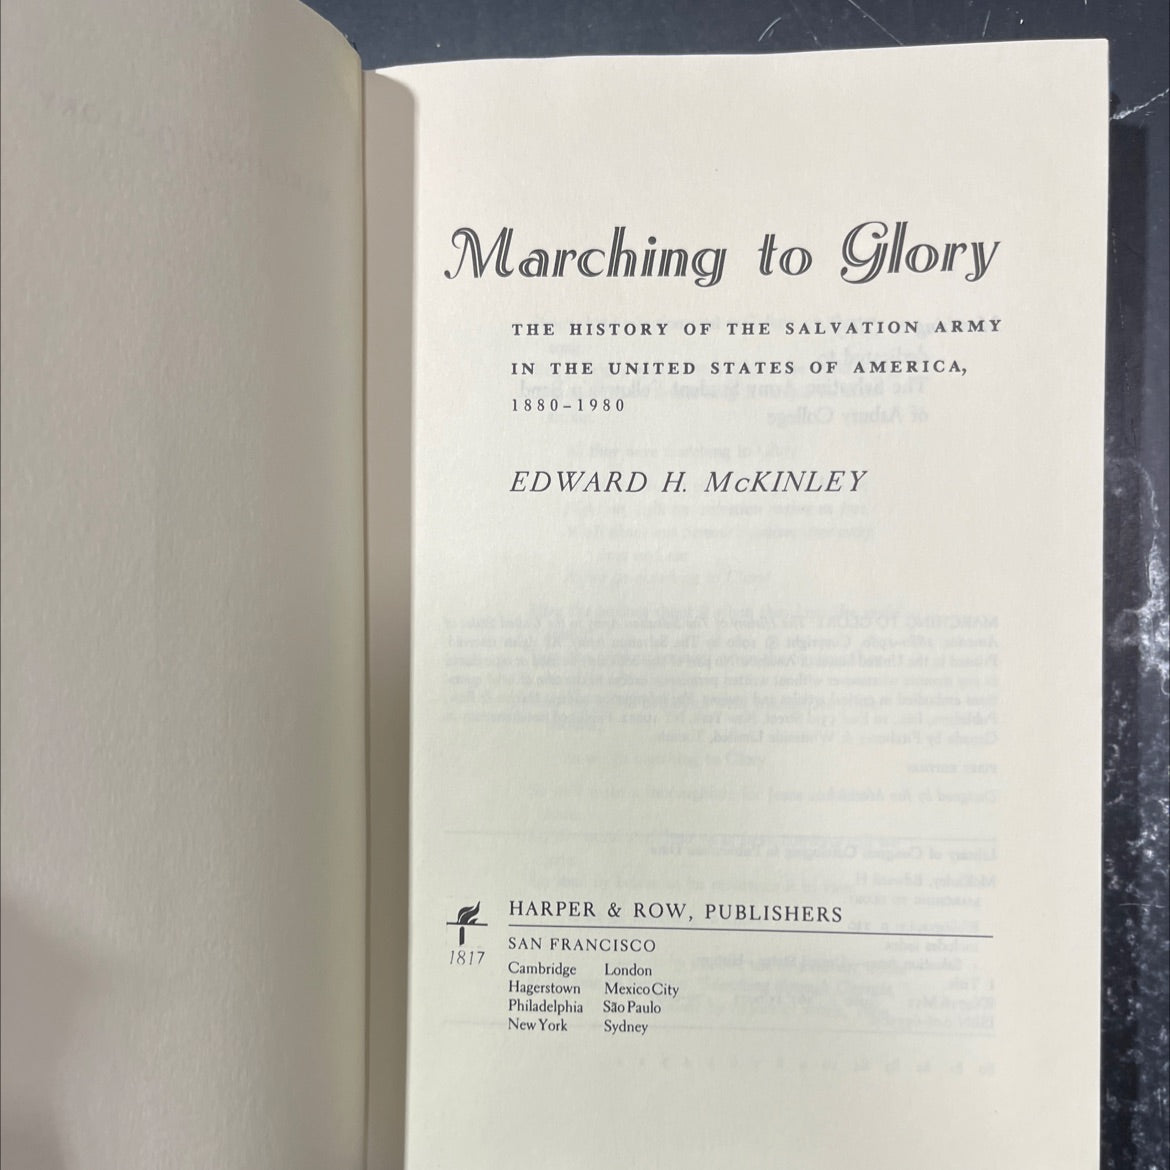 Marching to Glory
THE HISTORY OF THE SALVATION ARMY
IN THE UNITED STATES OF AMERICA,
1880–1980
EDWARD H. McKINLEY
1817
HARPER & ROW, PUBLISHERS
SAN FRANCISCO
Cambridge London
Hagerstown Mexico City
Philadelphia São Paulo
New York Sydney